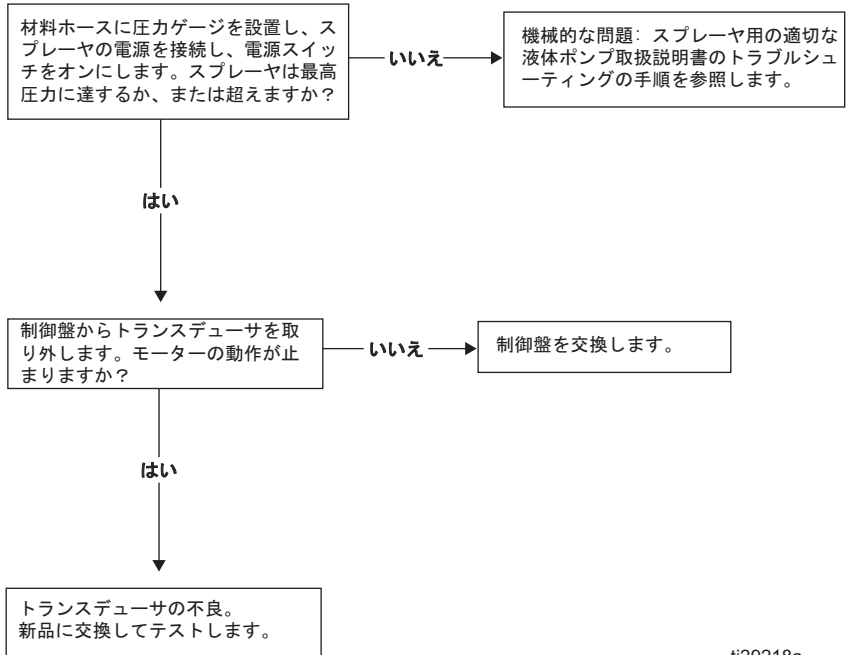 材料ホースに圧力ゲージを設置し、ス
プレーヤの電源を接続し、電源スイッ
チをオンにします。スプレーヤは最高
圧力に達するか、または超えますか？
いいえ
機械的な問題：スプレーヤ用の適切な
液体ポンプ取扱説明書のトラブルシュ
ーティングの手順を参照します。
はい
制御盤からトランスデューサを取
り外します。モーターの動作が止
まりますか？
いいえ
制御盤を交換します。
はい
トランスデューサの不良。
新品に交換してテストします。